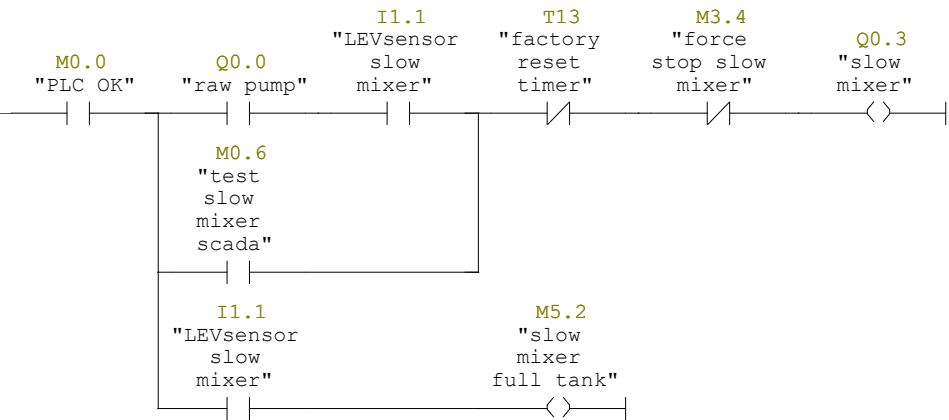 M0.0
"PLC OK"
Q0.0
"raw pump"
I1.1
"LEVsensor
slow
mixer"
T13
"factory
reset
timer"
M3.4
"force
stop slow
mixer"
Q0.3
"slow
mixer"
M0.6
"test
slow
mixer
scada"
I1.1
"LEVsensor
slow
mixer"
M5.2
"slow
mixer
full tank"